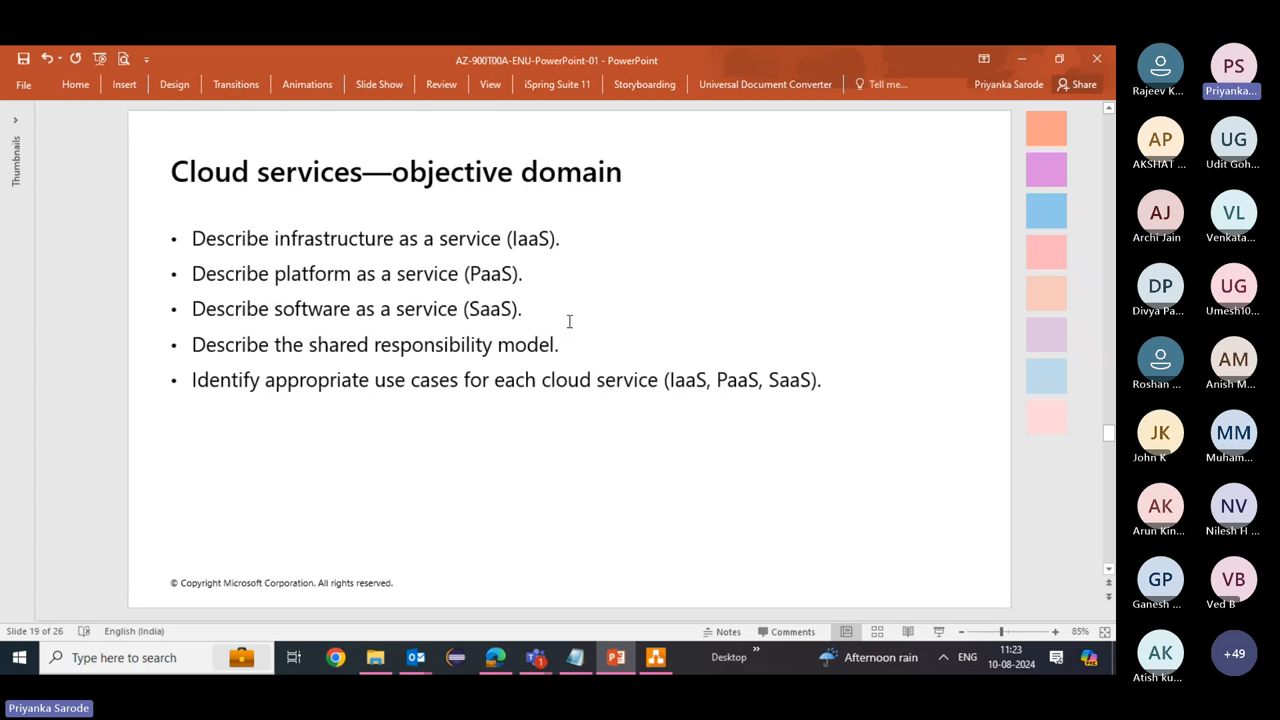 AZ-900T00A-ENU-PowerPoint-01 - PowerPoint
File Home Insert Design Transitions Animations Slide Show Review View iSpring Suite 11 Storyboarding Universal Document Converter Tell me... Priyanka Sarode Share
Thumbnails
Cloud services—objective domain
• Describe infrastructure as a service (IaaS).
• Describe platform as a service (PaaS).
• Describe software as a service (SaaS).
• Describe the shared responsibility model.
• Identify appropriate use cases for each cloud service (IaaS, PaaS, SaaS).
© Copyright Microsoft Corporation. All rights reserved.
Slide 19 of 26 English (India) Notes Comments 85%
Type here to search Desktop Afternoon rain ENG 11:23
10-08-2024
Priyanka Sarode
PS
Rajeev K... Priyanka...
AP UG
AKSHAT ... Udit Goh...
AJ VL
Archi Jain Venkata...
DP UG
Divya Pa... Umesh10...
AM
Roshan ... Anish M...
JK MM
John K Muham...
AK NV
Arun Kin... Nilesh H ...
GP VB
Ganesh ... Ved B
AK +49
Atish ku...